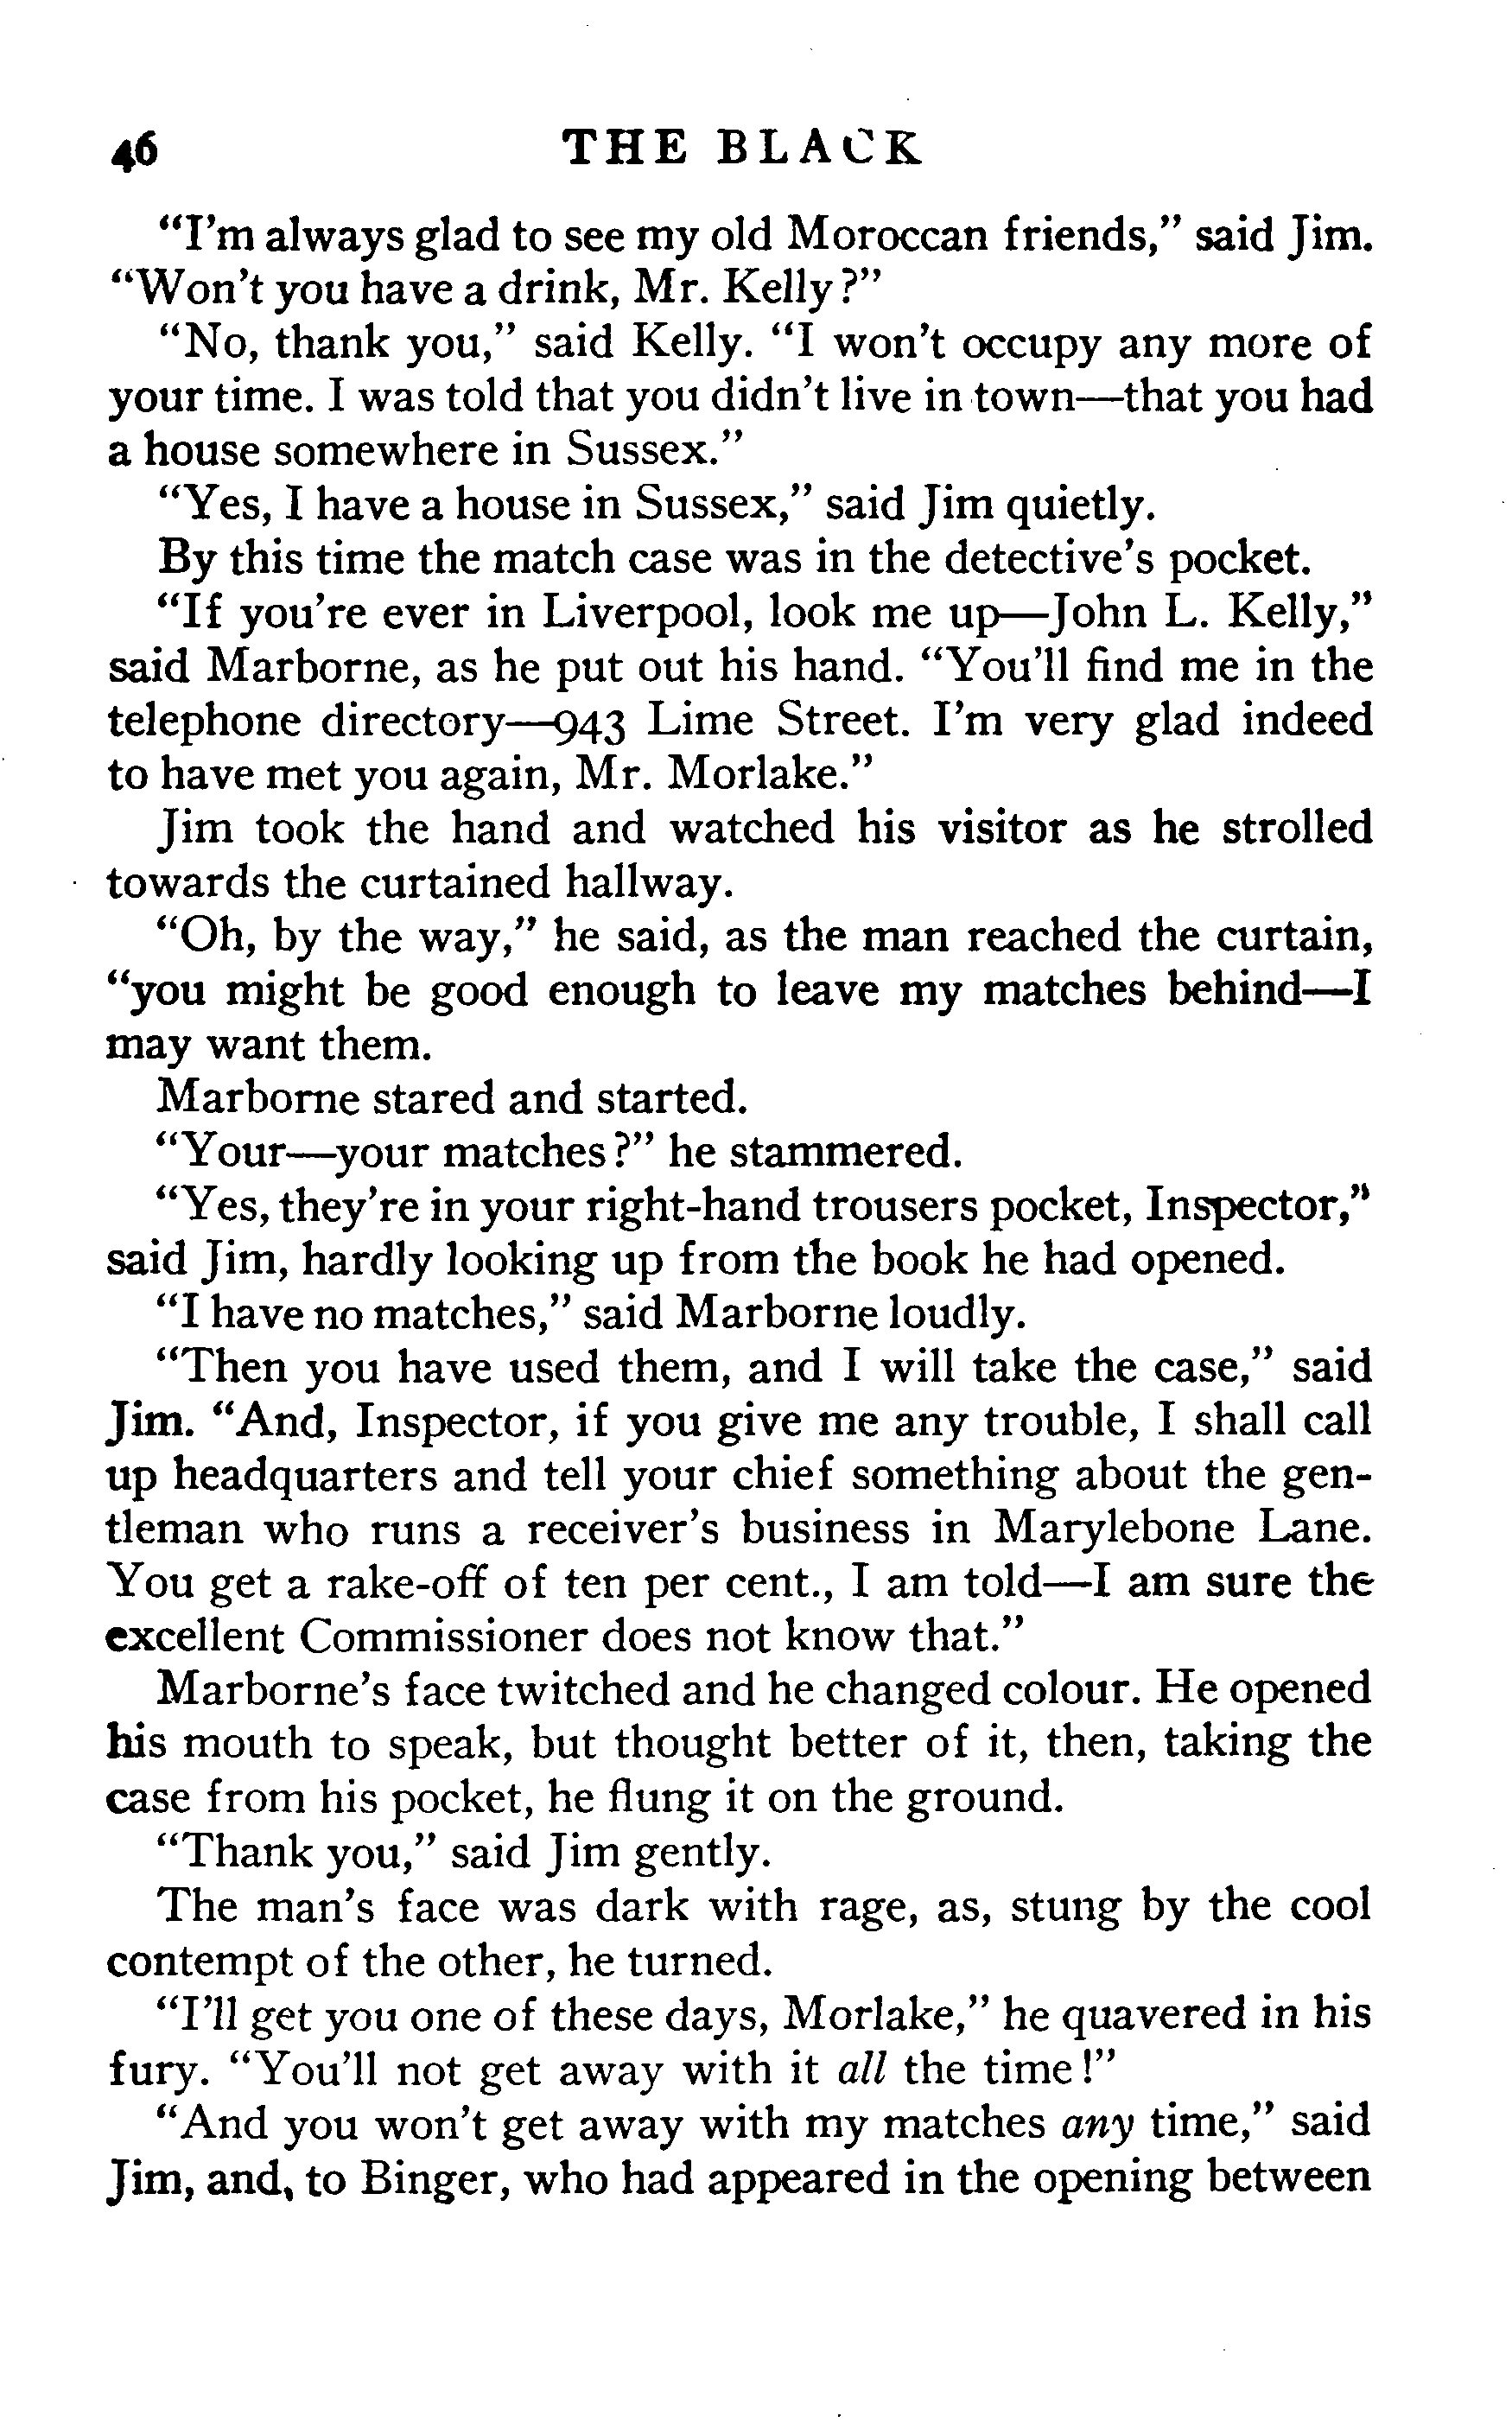 46 THE BLACK
“I’m always glad to see my old Moroccan friends,” said Jim.
“Won’t you have a drink, Mr. Kelly?”
“No, thank you,” said Kelly. “I won’t occupy any more of
your time. I was told that you didn’t live in town—that you had
a house somewhere in Sussex.”
“Yes, I have a house in Sussex,” said Jim quietly.
By this time the match case was in the detective’s pocket.
“If you’re ever in Liverpool, look me up—John L. Kelly,”
said Marborne, as he put out his hand. “You’ll find me in the
telephone directory—943 Lime Street. I’m very glad indeed
to have met you again, Mr. Morlake.”
Jim took the hand and watched his visitor as he strolled
towards the curtained hallway.
“Oh, by the way,” he said, as the man reached the curtain,
“you might be good enough to leave my matches behind—I
may want them.
Marborne stared and started.
“Your—your matches?” he stammered.
“Yes, they’re in your right-hand trousers pocket, Inspector,”
said Jim, hardly looking up from the book he had opened.
“I have no matches,” said Marborne loudly.
“Then you have used them, and I will take the case,” said
Jim. “And, Inspector, if you give me any trouble, I shall call
up headquarters and tell your chief something about the gen-
tleman who runs a receiver’s business in Marylebone Lane.
You get a rake-off of ten per cent., I am told—I am sure the
excellent Commissioner does not know that.”
Marborne’s face twitched and he changed colour. He opened
his mouth to speak, but thought better of it, then, taking the
case from his pocket, he flung it on the ground.
“Thank you,” said Jim gently.
The man’s face was dark with rage, as, stung by the cool
contempt of the other, he turned.
“I’ll get you one of these days, Morlake,” he quavered in his
fury. “You’ll not get away with it all the time!”
“And you won’t get away with my matches any time,” said
Jim, and, to Binger, who had appeared in the opening between